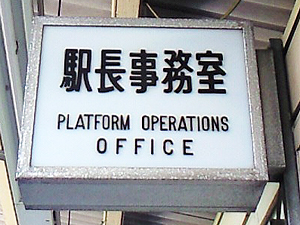 駅長事務室
PLATFORM OPERATIONS
OFFICE